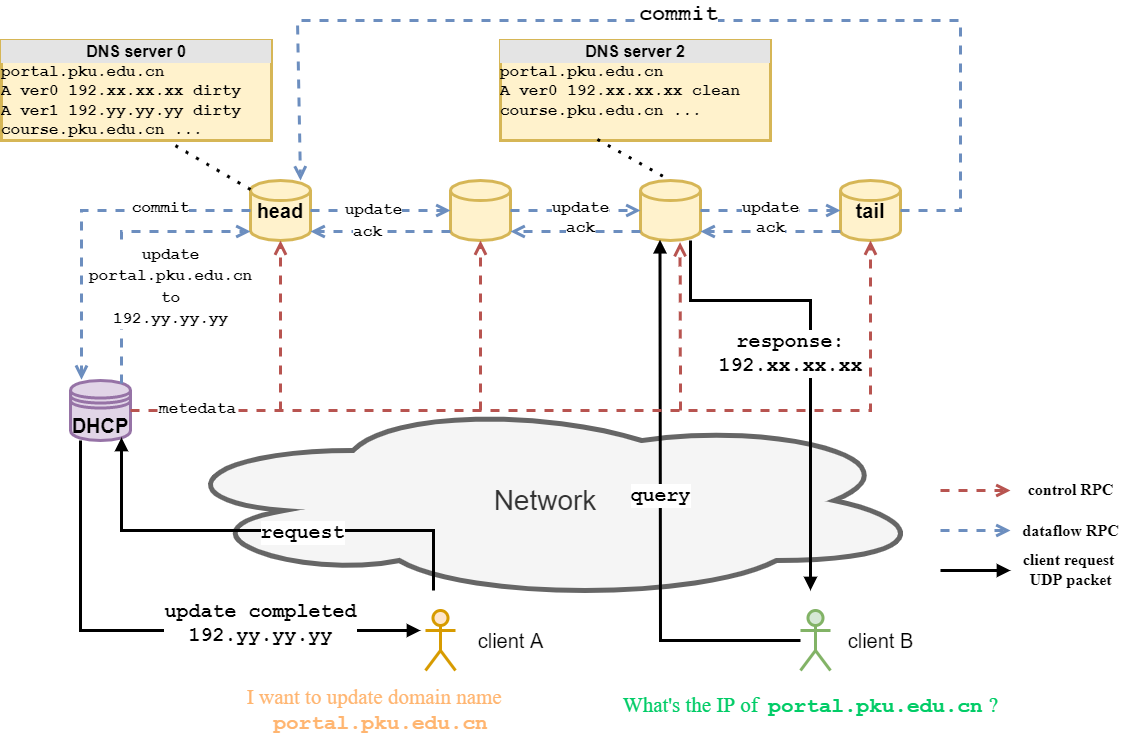 commit
DNS server 0
portal.pku.edu.cn
A ver0 192.xx.xx.xx dirty
A ver1 192.yy.yy.yy dirty
course.pku.edu.cn ...
DNS server 2
portal.pku.edu.cn
A ver0 192.xx.xx.xx clean
course.pku.edu.cn ...
commit
head
update
ack
update
ack
update
ack
tail
update
portal.pku.edu.cn
to
192.yy.yy.yy
response:
192.xx.xx.xx
DHCP
metedata
Network
query
request
control RPC
dataflow RPC
client request
UDP packet
update completed
192.yy.yy.yy
client A
client B
I want to update domain name
portal.pku.edu.cn
What's the IP of portal.pku.edu.cn ?